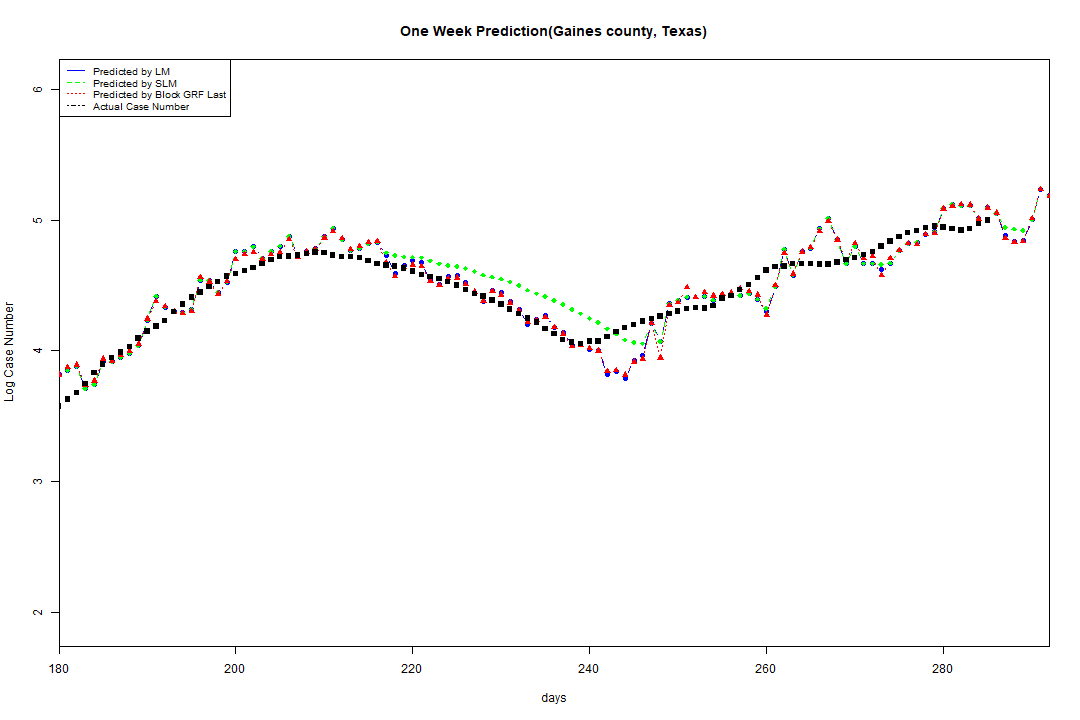 One Week Prediction(Gaines county, Texas)
Predicted by LM
Predicted by SLM
Predicted by Block GRF Last
Actual Case Number
6
5
4
3
2
Log Case Number
180 200 220 240 260 280
days